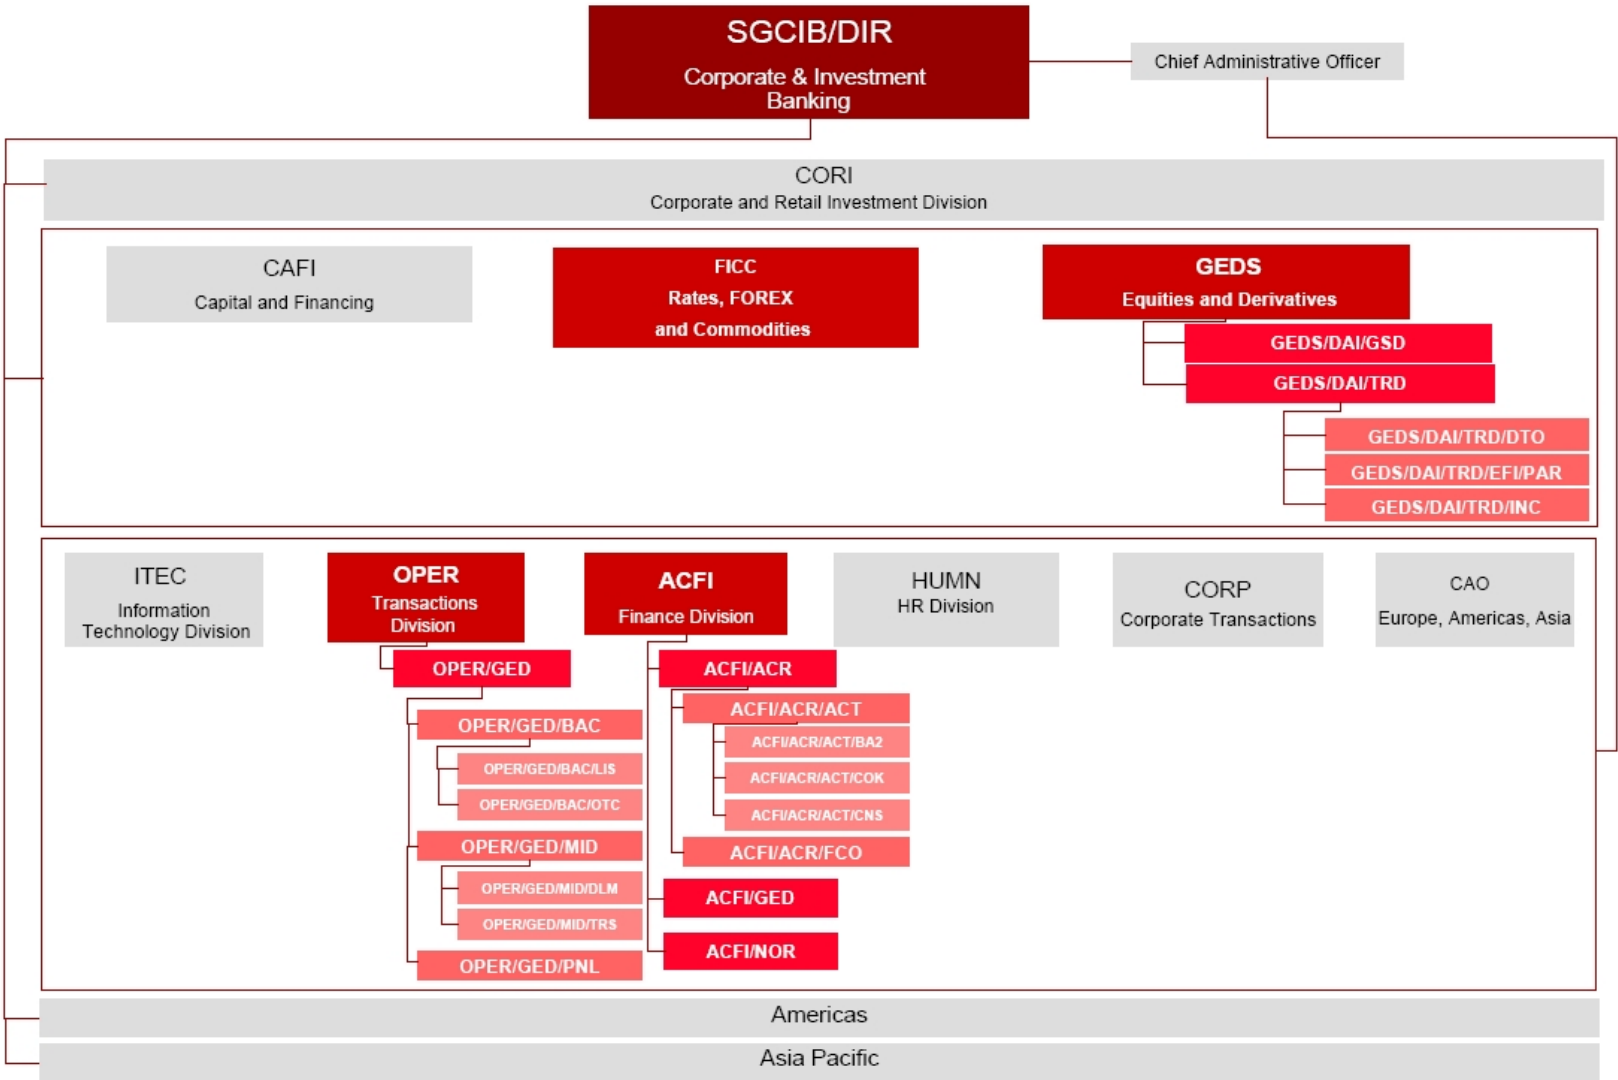 SGCIB/DIR
Corporate & Investment
Banking
Chief Administrative Officer
CORI
Corporate and Retail Investment Division
CAFI
Capital and Financing
FICC
Rates, FOREX
and Commodities
GEDS
Equities and Derivatives
GEDS/DAI/GSD
GEDS/DAI/TRD
GEDS/DAI/TRD/DTO
GEDS/DAI/TRD/EFI/PAR
GEDS/DAI/TRD/INC
ITEC
Information
Technology Division
OPER
Transactions
Division
OPER/GED
OPER/GED/BAC
OPER/GED/BAC/LIS
OPER/GED/BAC/OTC
OPER/GED/MID
OPER/GED/MID/DLM
OPER/GED/MID/TRS
OPER/GED/PNL
ACFI
Finance Division
ACFI/ACR
ACFI/ACR/ACT
ACFI/ACR/ACT/BA2
ACFI/ACR/ACT/COK
ACFI/ACR/ACT/CNS
ACFI/ACR/FCO
ACFI/GED
ACFI/NOR
HUMN
HR Division
CORP
Corporate Transactions
CAO
Europe, Americas, Asia
Americas
Asia Pacific